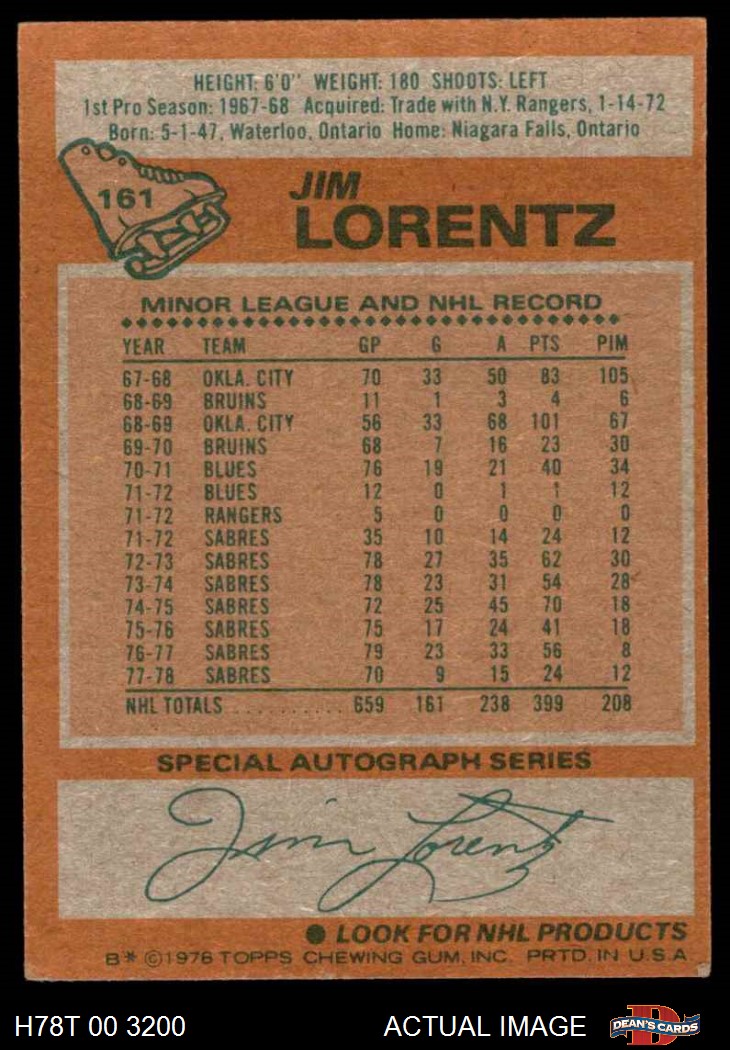 HEIGHT: 6'0" WEIGHT: 180 SHOOTS: LEFT
1st Pro Season: 1967-68 Acquired: Trade with N.Y. Rangers, 1-14-72
Born: 5-1-47, Waterloo, Ontario Home: Niagara Falls, Ontario
161
JIM
LORENTZ
MINOR LEAGUE AND NHL RECORD
YEAR TEAM GP G A PTS PIM
67-68 OKLA. CITY 70 33 50 83 105
68-69 BRUINS 11 1 3 4 6
68-69 OKLA. CITY 56 33 68 101 67
69-70 BRUINS 68 7 16 23 30
70-71 BLUES 76 19 21 40 34
71-72 BLUES 12 0 1 1 12
71-72 RANGERS 5 0 0 0 0
71-72 SABRES 35 10 14 24 12
72-73 SABRES 78 27 35 62 30
73-74 SABRES 78 23 31 54 28
74-75 SABRES 72 25 45 70 18
75-76 SABRES 75 17 24 41 18
76-77 SABRES 79 23 33 56 8
77-78 SABRES 70 9 15 24 12
NHL TOTALS .......... 659 161 238 399 208
SPECIAL AUTOGRAPH SERIES
Jim Lorentz
● LOOK FOR NHL PRODUCTS
B* ©1978 TOPPS CHEWING GUM, INC. PRTD. IN U.S.A
H78T 00 3200 ACTUAL IMAGE DEAN'S CARDS